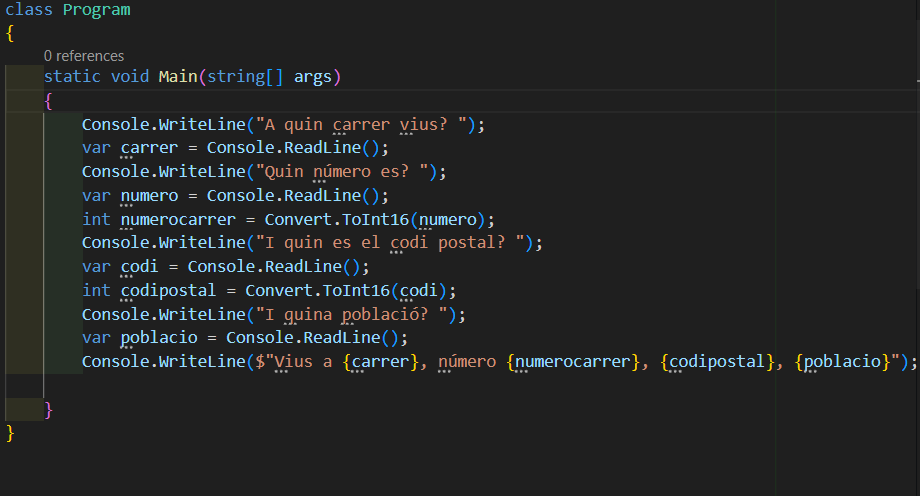 class Program
{
0 references
static void Main(string[] args)
{
Console.WriteLine("A quin carrer vius? ");
var carrer = Console.ReadLine();
Console.WriteLine("Quin número es? ");
var numero = Console.ReadLine();
int numerocarrer = Convert.ToInt16(numero);
Console.WriteLine("I quin es el codi postal? ");
var codi = Console.ReadLine();
int codipostal = Convert.ToInt16(codi);
Console.WriteLine("I quina població? ");
var poblacio = Console.ReadLine();
Console.WriteLine($"Vius a {carrer}, número {numerocarrer}, {codipostal}, {poblacio}");
}
}